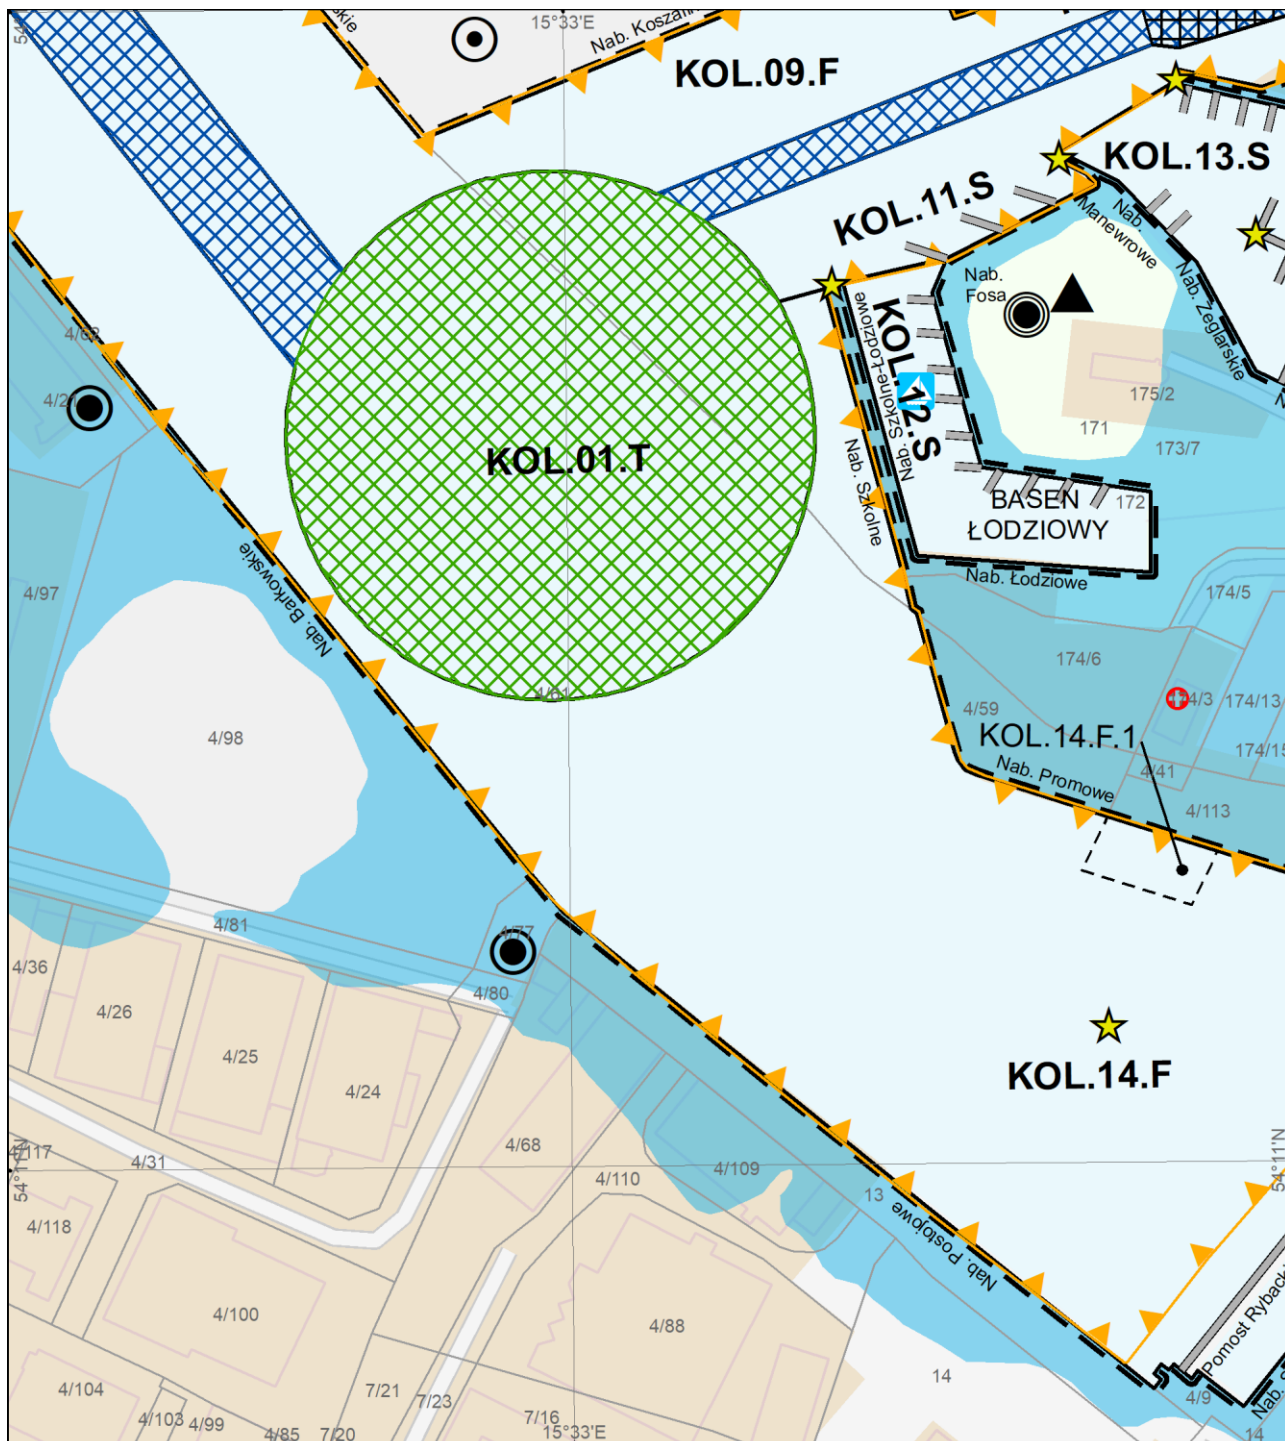 15°33'E
Nab. Koszali
KOL.09.F
KOL.13.S
KOL.11.S
Nab.
Manewrowe
Nab.
Fosa
Nab. Żeglarskie
KOL.12.S
Nab. Szkolne-Łodziowe
Nab. Szkolne
4/62
4/21
175/2
171
173/7
KOL.01.T
172
BASEN
ŁODZIOWY
Nab. Łodziowe
Nab. Bałkowskie
4/97
174/5
174/6
4/61
4/59
174/13
4/98
KOL.14.F.1
174/15
4/41
Nab. Promowe
4/113
4/81
4/77
4/36
4/80
4/26
4/25
4/24
KOL.14.F
54°11'N
54°11'N
4/117
4/31
4/68
4/110
4/109
13
4/118
Nab. Postojowe
4/100
4/88
Pomost Rybacki
14
4/104
7/21
7/23
4/9
Nab.
4/103
4/99
4/85
7/20
7/16
15°33'E
14